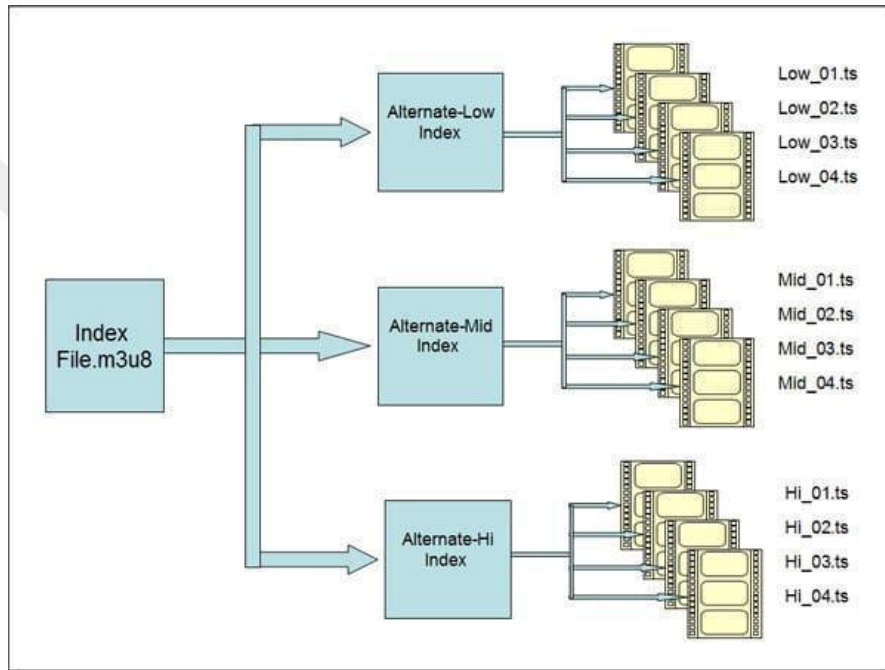 Index
File.m3u8
Alternate-Low
Index
Low_01.ts
Low_02.ts
Low_03.ts
Low_04.ts
Alternate-Mid
Index
Mid_01.ts
Mid_02.ts
Mid_03.ts
Mid_04.ts
Alternate-Hi
Index
Hi_01.ts
Hi_02.ts
Hi_03.ts
Hi_04.ts